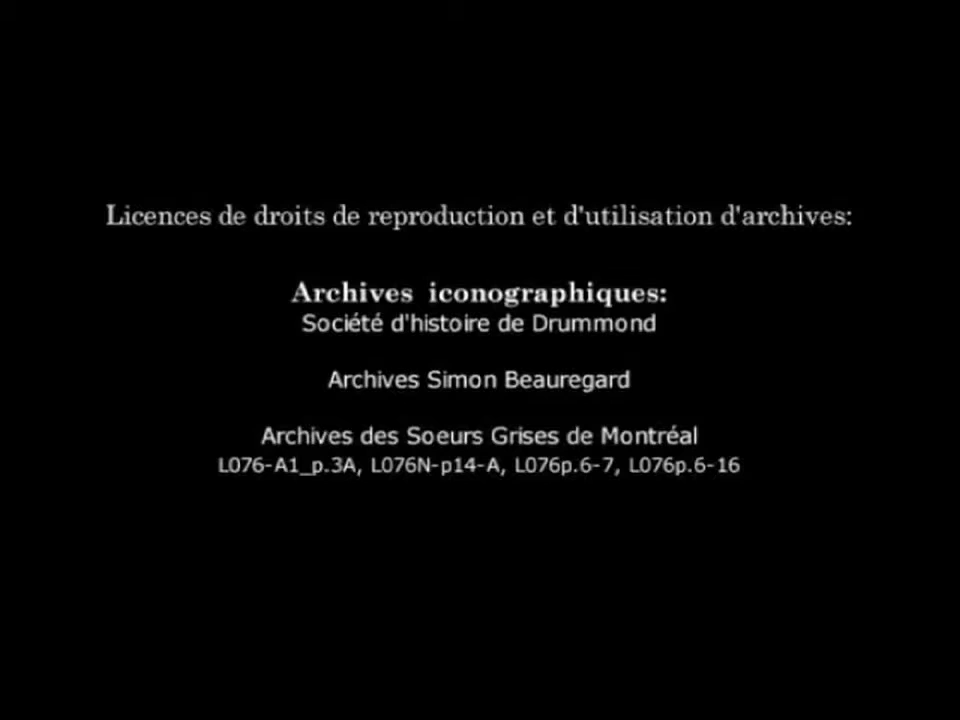 Licences de droits de reproduction et d'utilisation d'archives:
Archives iconographiques:
Société d'histoire de Drummond
Archives Simon Beauregard
Archives des Soeurs Grises de Montréal
L076-A1_p.3A, L076N-p14-A, L076p.6-7, L076p.6-16